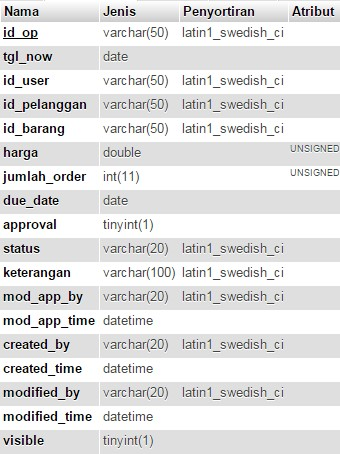 Nama Jenis Penyortiran Atribut
id_op varchar(50) latin1_swedish_ci
tgl_now date
id_user varchar(50) latin1_swedish_ci
id_pelanggan varchar(50) latin1_swedish_ci
id_barang varchar(50) latin1_swedish_ci
harga double UNSIGNED
jumlah_order int(11) UNSIGNED
due_date date
approval tinyint(1)
status varchar(20) latin1_swedish_ci
keterangan varchar(100) latin1_swedish_ci
mod_app_by varchar(20) latin1_swedish_ci
mod_app_time datetime
created_by varchar(20) latin1_swedish_ci
created_time datetime
modified_by varchar(20) latin1_swedish_ci
modified_time datetime
visible tinyint(1)